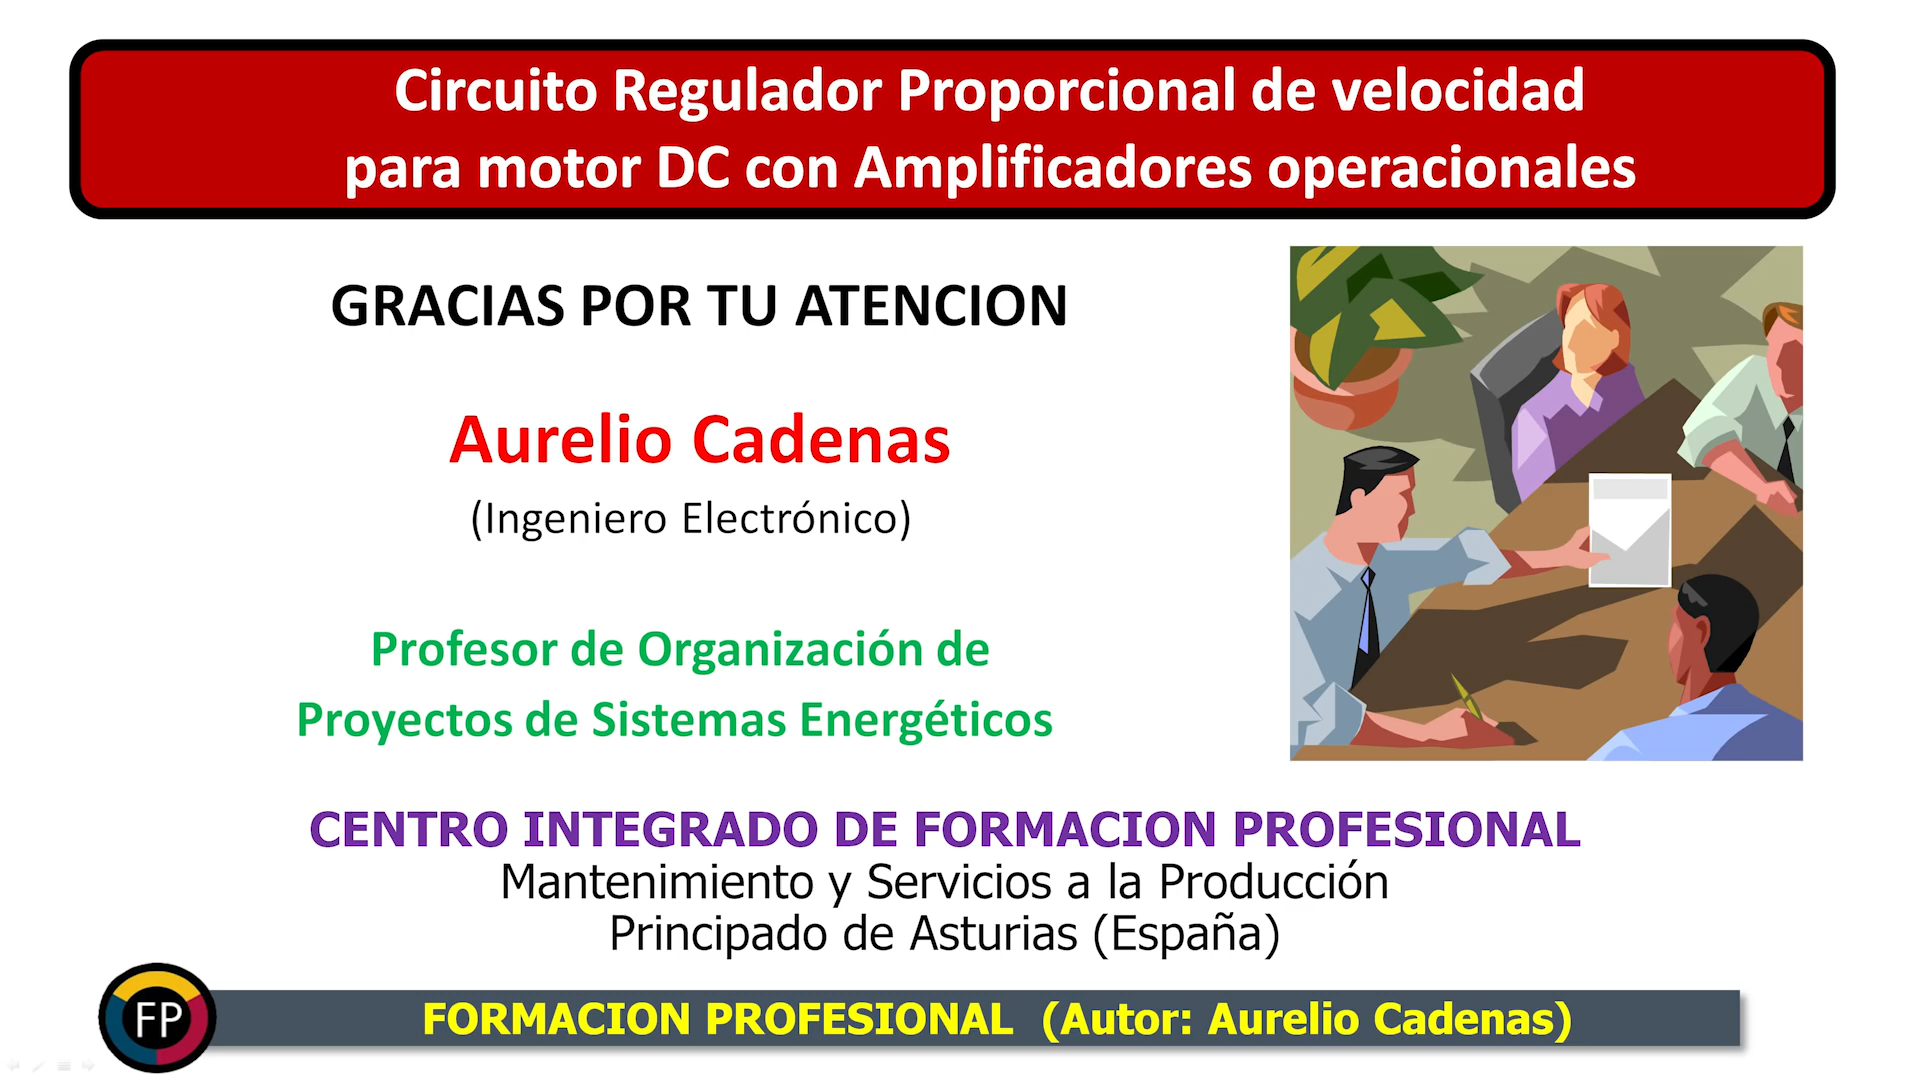 Circuito Regulador Proporcional de velocidad
para motor DC con Amplificadores operacionales
GRACIAS POR TU ATENCION
Aurelio Cadenas
(Ingeniero Electrónico)
Profesor de Organización de
Proyectos de Sistemas Energéticos
CENTRO INTEGRADO DE FORMACION PROFESIONAL
Mantenimiento y Servicios a la Producción
Principado de Asturias (España)
FP
FORMACION PROFESIONAL (Autor: Aurelio Cadenas)